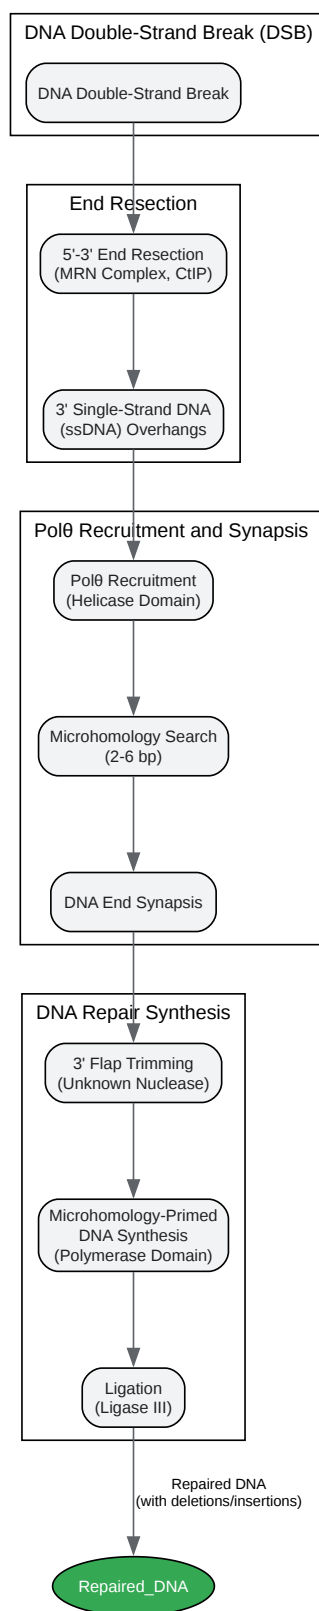 DNA Double-Strand Break (DSB)
DNA Double-Strand Break
End Resection
5'-3' End Resection
(MRN Complex, CtIP)
3' Single-Strand DNA
(ssDNA) Overhangs
Polθ Recruitment and Synapsis
Polθ Recruitment
(Helicase Domain)
Microhomology Search
(2-6 bp)
DNA End Synapsis
DNA Repair Synthesis
3' Flap Trimming
(Unknown Nuclease)
Microhomology-Primed
DNA Synthesis
(Polymerase Domain)
Ligation
(Ligase III)
Repaired DNA
(with deletions/insertions)
Repaired_DNA